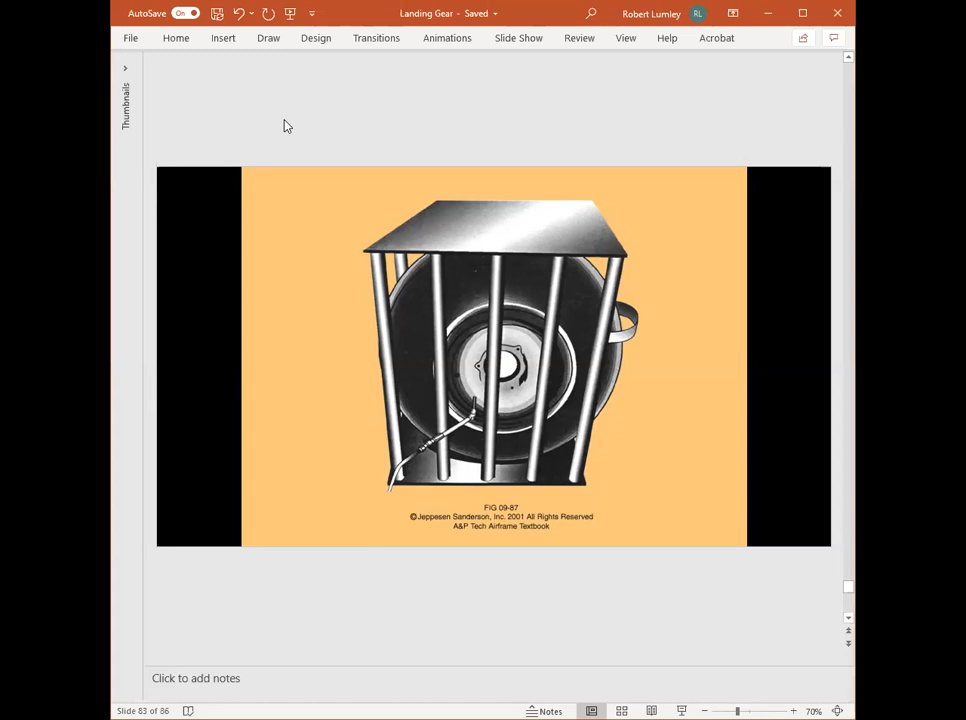 AutoSave On Landing Gear - Saved Robert Lumley RL
File Home Insert Draw Design Transitions Animations Slide Show Review View Help Acrobat
Thumbnails
FIG 09-87
©Jeppesen Sanderson, Inc. 2001 All Rights Reserved
A&P Tech Airframe Textbook
Click to add notes
Slide 83 of 86 Notes 70%